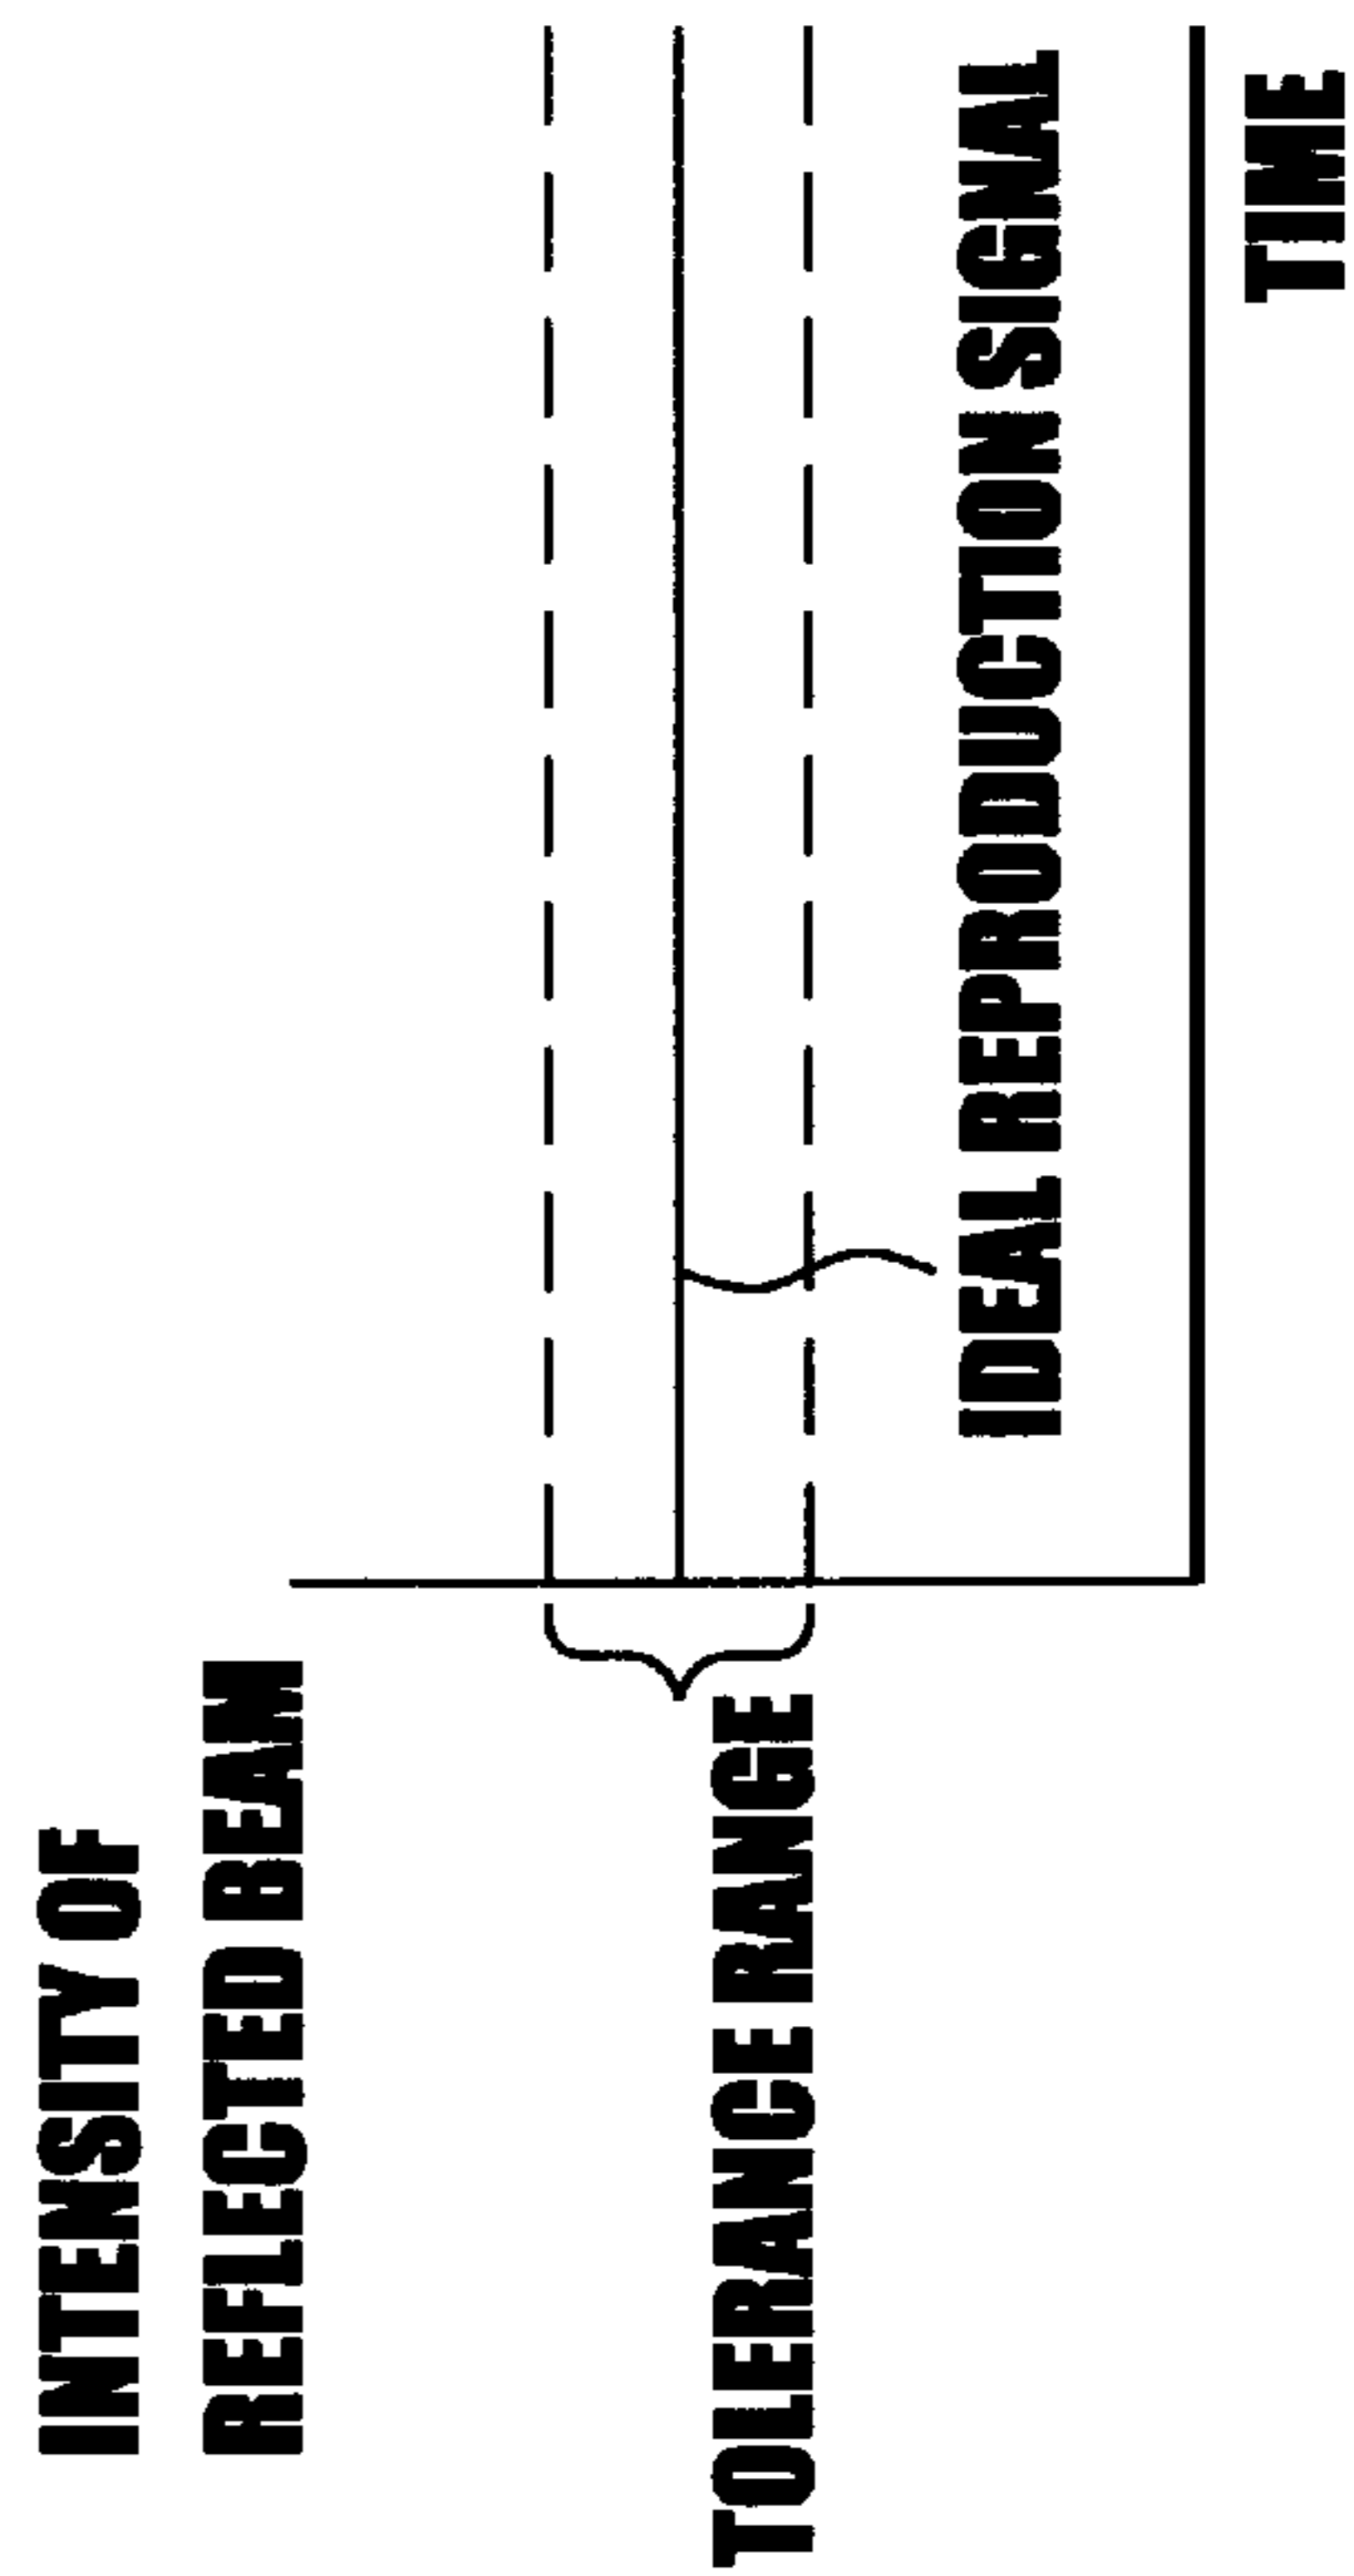 INTENSITY OF
REFLECTED BEAM
TOLERANCE RANGE
IDEAL REPRODUCTION SIGNAL
TIME